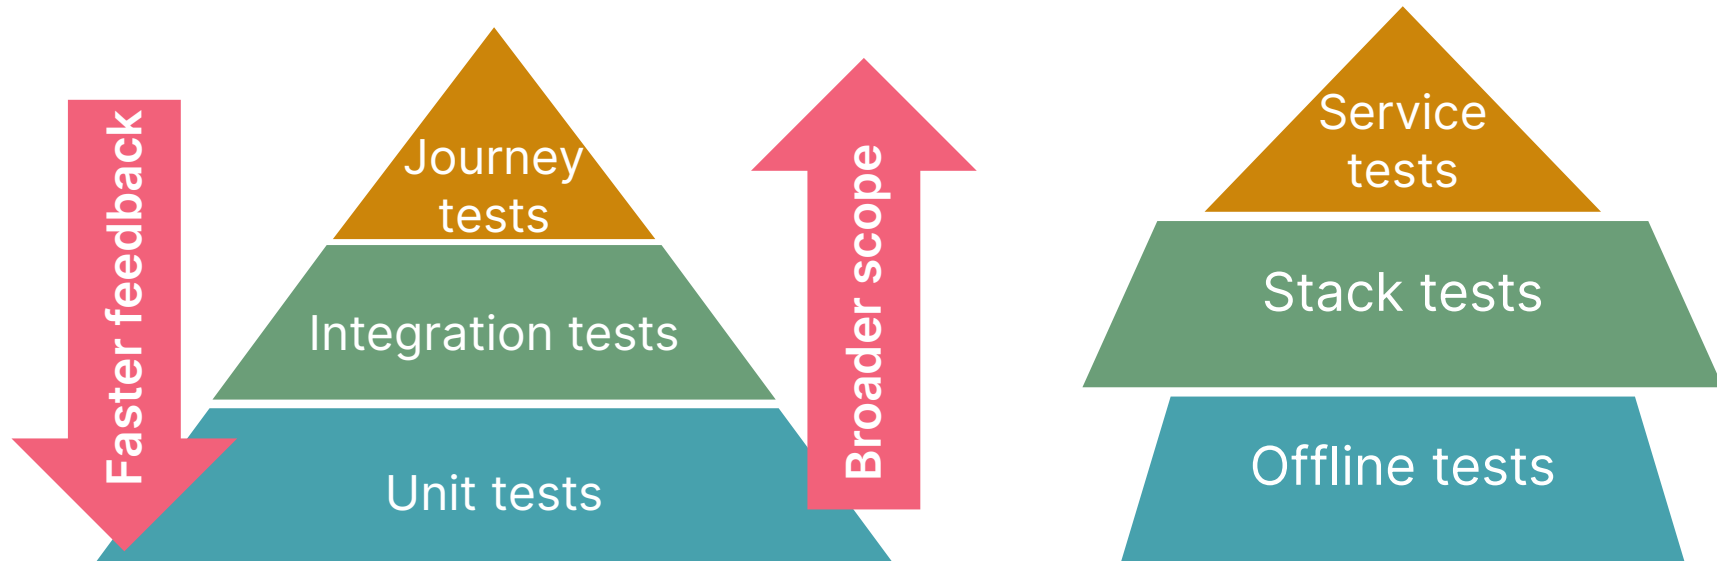 Faster feedback
Journey
tests
Integration tests
Unit tests
Broader scope
Service
tests
Stack tests
Offline tests